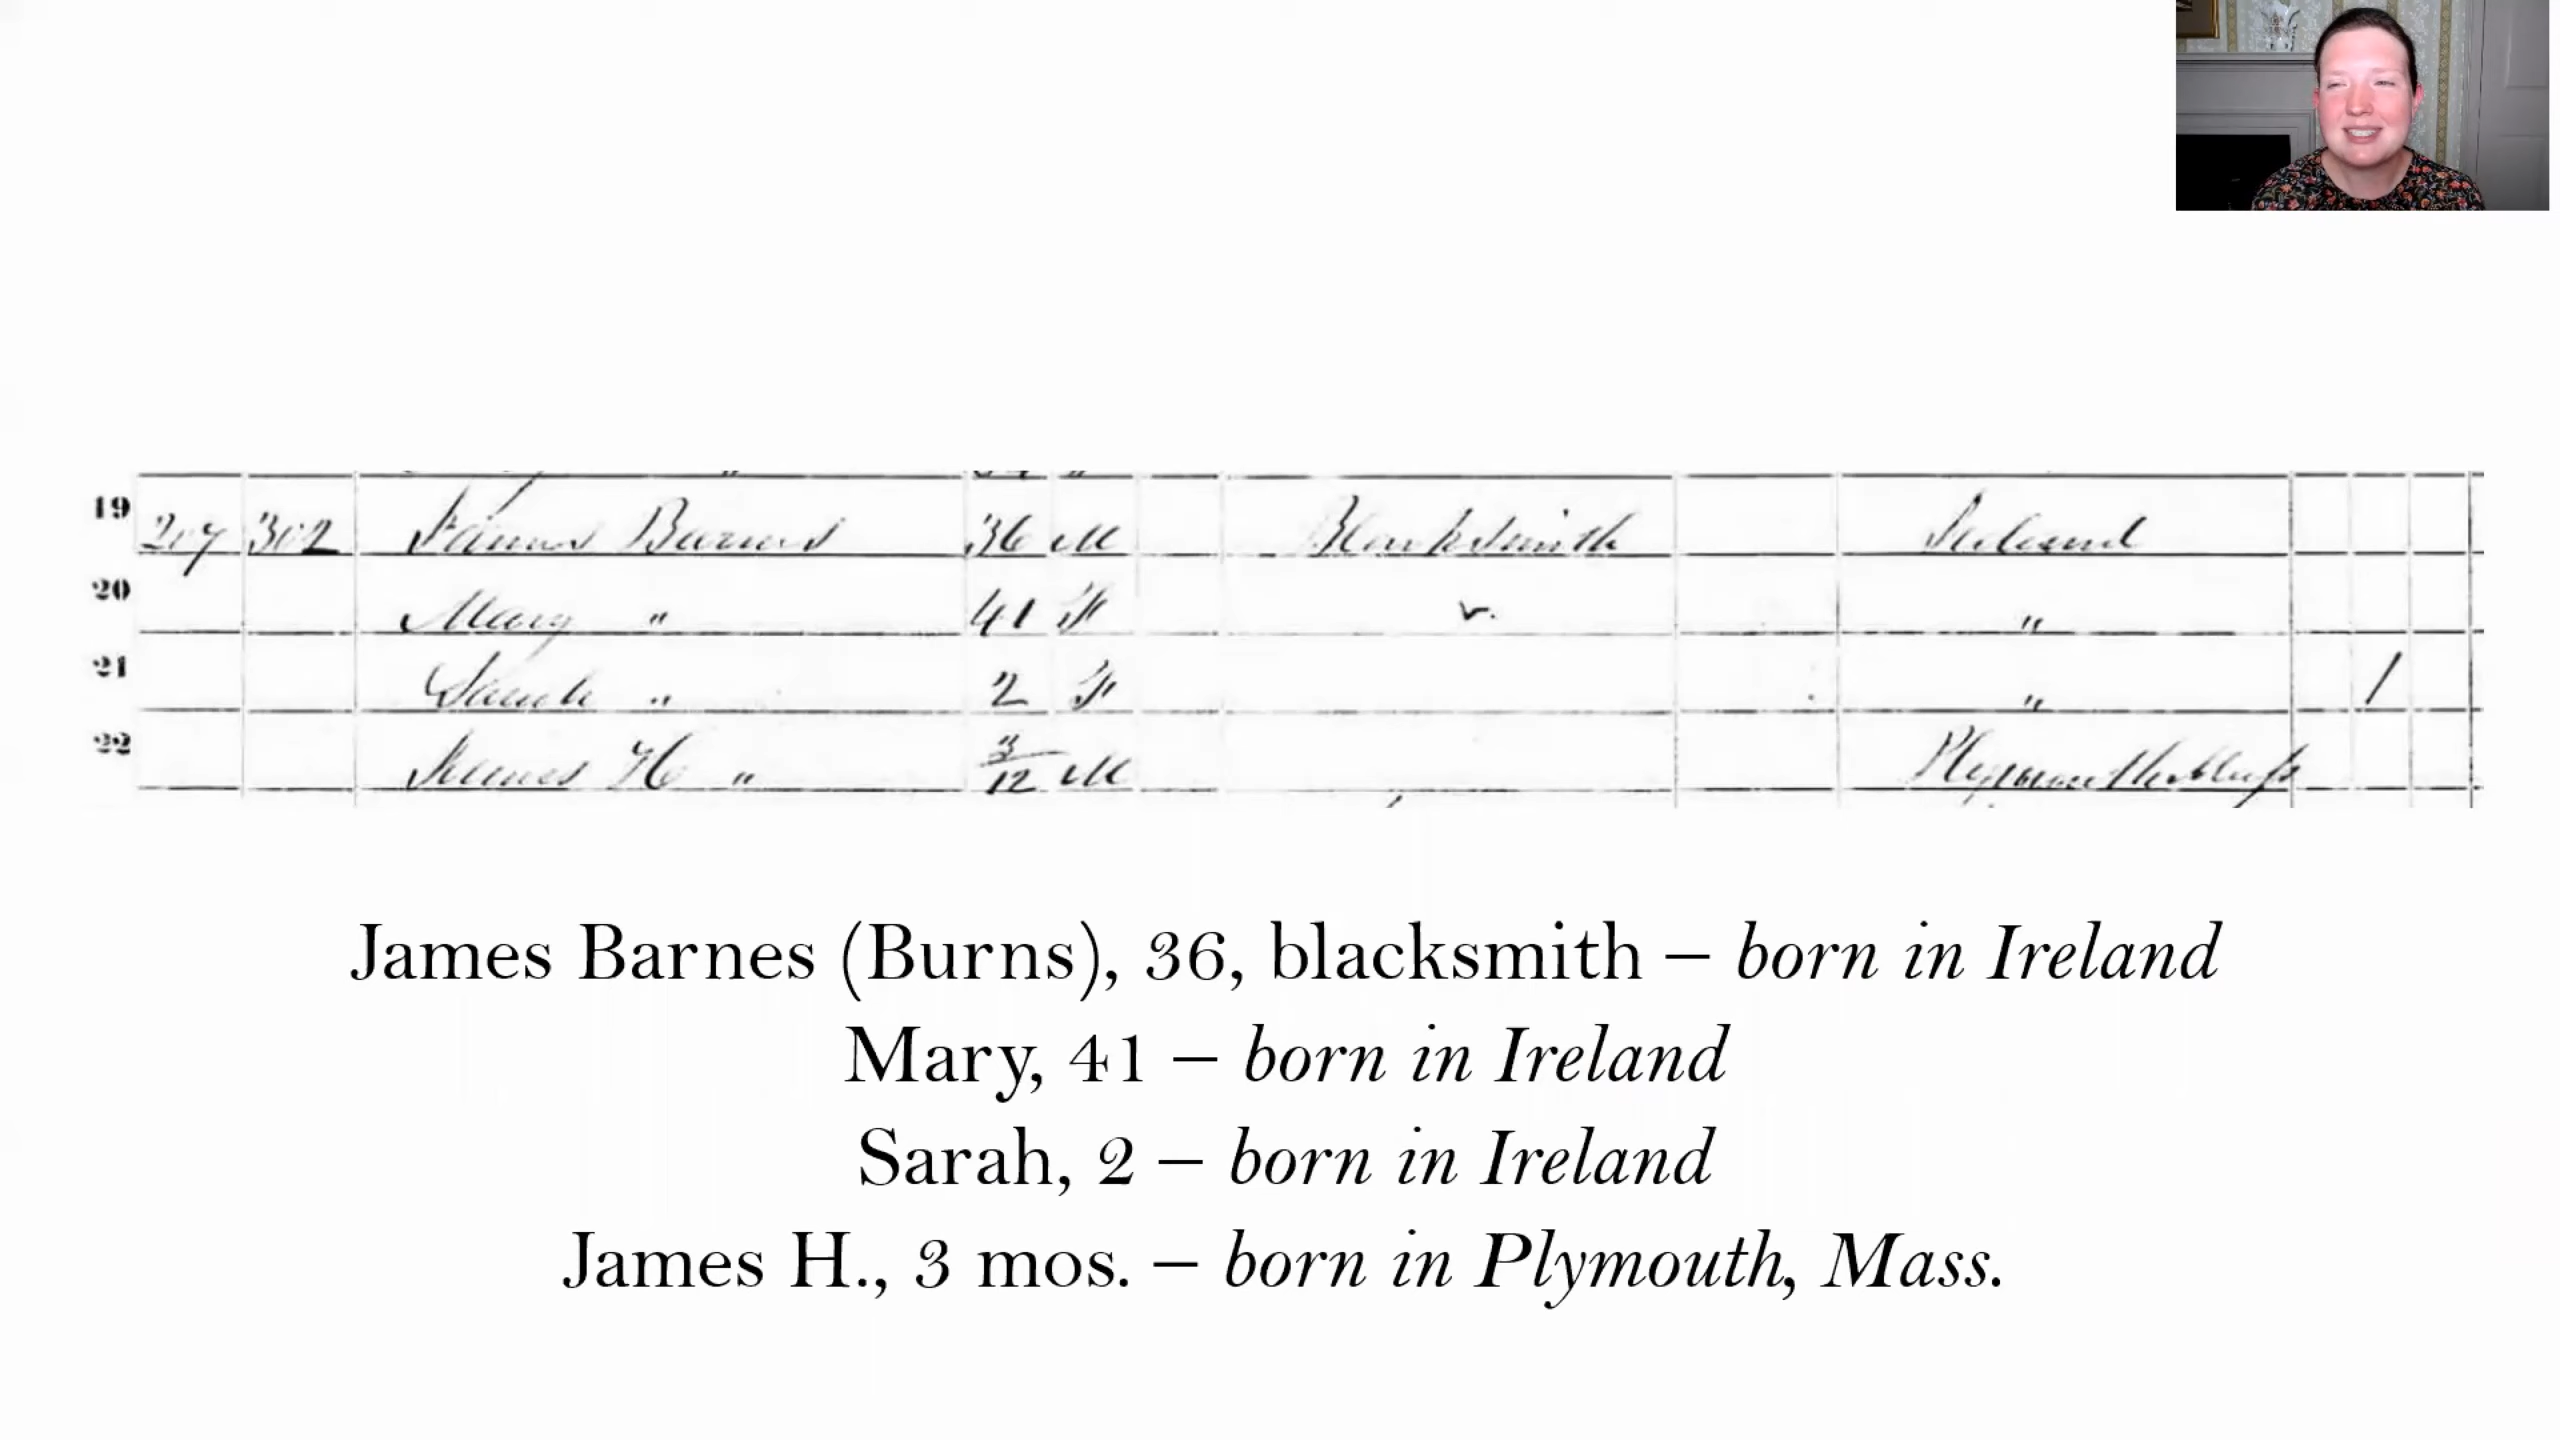 19 207 302 James Barnes 36 M Blacksmith Ireland
20 Mary " 41 F v. "
21 Sarah " 2 F " 1
22 James H " 3/12 M Plymouth Mass
James Barnes (Burns), 36, blacksmith – born in Ireland
Mary, 41 – born in Ireland
Sarah, 2 – born in Ireland
James H., 3 mos. – born in Plymouth, Mass.